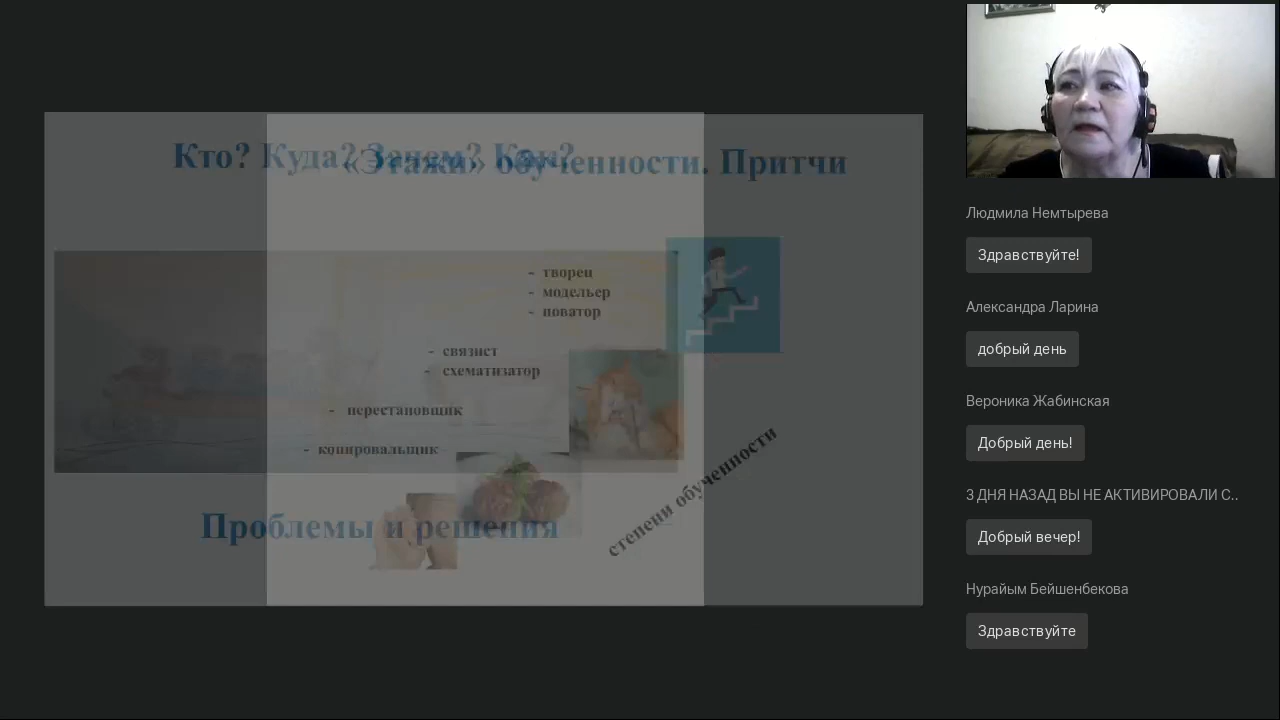 Кто? Куда? Зачем? Как?
«Этажи» обученности. Притчи
- творец
- модельер
- новатор
- связист
- схематизатор
- перестановщик
- копировальщик
степени обученности
Проблемы и решения
Людмила Немтырева
Здравствуйте!
Александра Ларина
добрый день
Вероника Жабинская
Добрый день!
3 ДНЯ НАЗАД ВЫ НЕ АКТИВИРОВАЛИ С..
Добрый вечер!
Нурайым Бейшенбекова
Здравствуйте